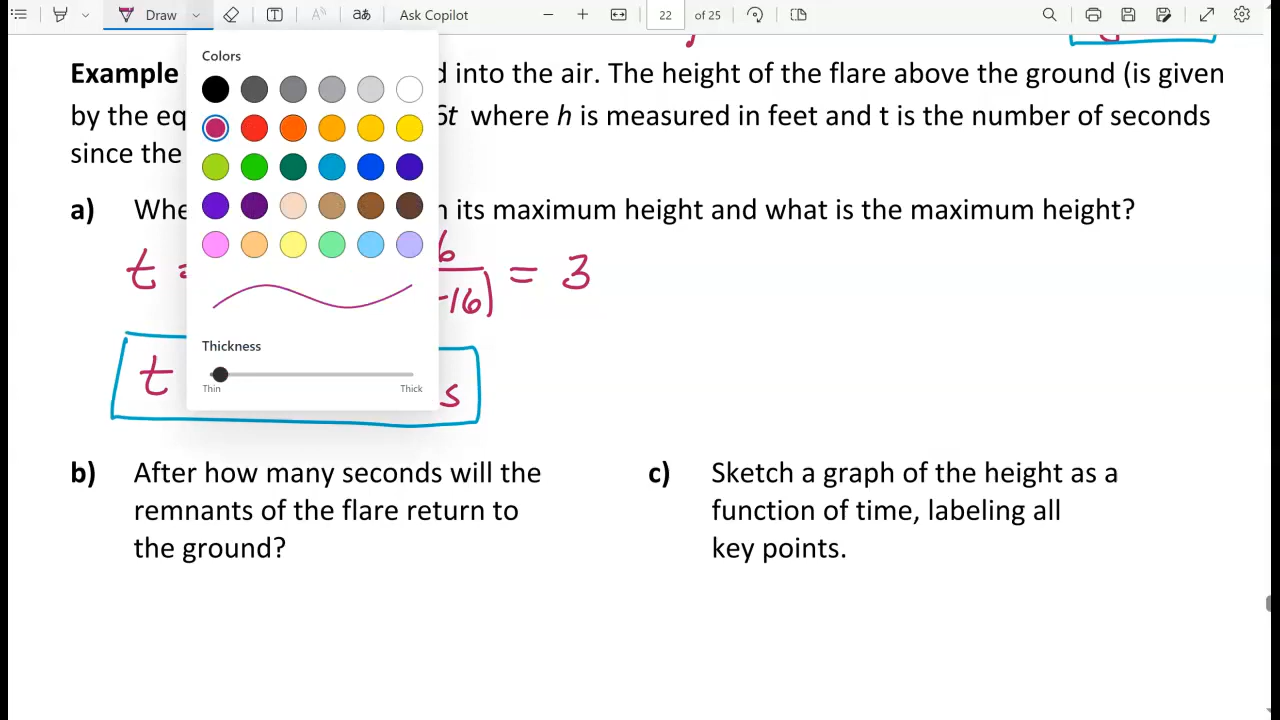 Draw aあ Ask Copilot 22 of 25
Colors
Example d into the air. The height of the flare above the ground (is given
by the eq 6t where h is measured in feet and t is the number of seconds
since the
a) Whe n its maximum height and what is the maximum height?
t = 6 / -16) = 3
Thickness
Thin Thick
t s
b) After how many seconds will the
remnants of the flare return to
the ground?
c) Sketch a graph of the height as a
function of time, labeling all
key points.